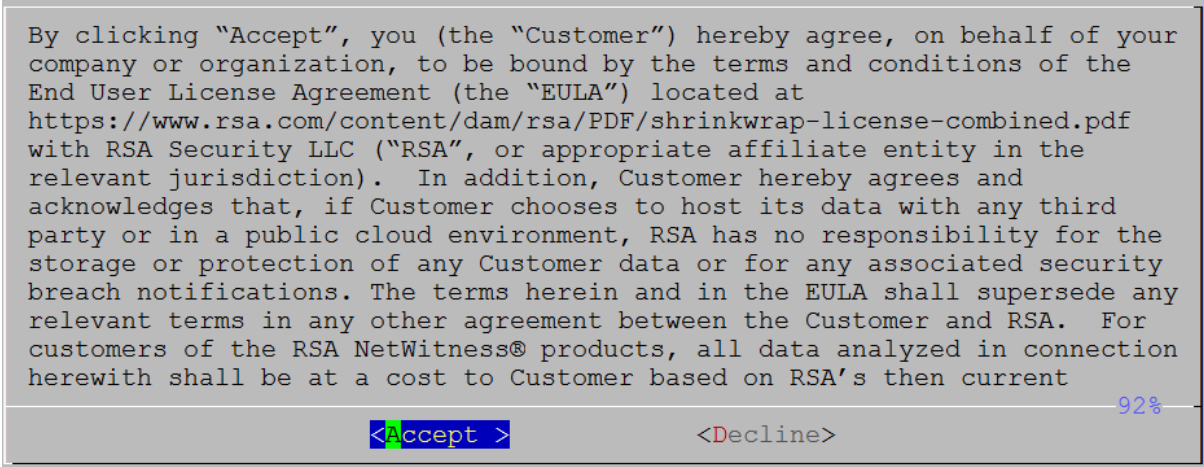 By clicking “Accept”, you (the “Customer”) hereby agree, on behalf of your
company or organization, to be bound by the terms and conditions of the
End User License Agreement (the “EULA”) located at
https://www.rsa.com/content/dam/rsa/PDF/shrinkwrap-license-combined.pdf
with RSA Security LLC (“RSA”, or appropriate affiliate entity in the
relevant jurisdiction).  In addition, Customer hereby agrees and
acknowledges that, if Customer chooses to host its data with any third
party or in a public cloud environment, RSA has no responsibility for the
storage or protection of any Customer data or for any associated security
breach notifications. The terms herein and in the EULA shall supersede any
relevant terms in any other agreement between the Customer and RSA.  For
customers of the RSA NetWitness® products, all data analyzed in connection
herewith shall be at a cost to Customer based on RSA’s then current
92%
<Accept > <Decline>